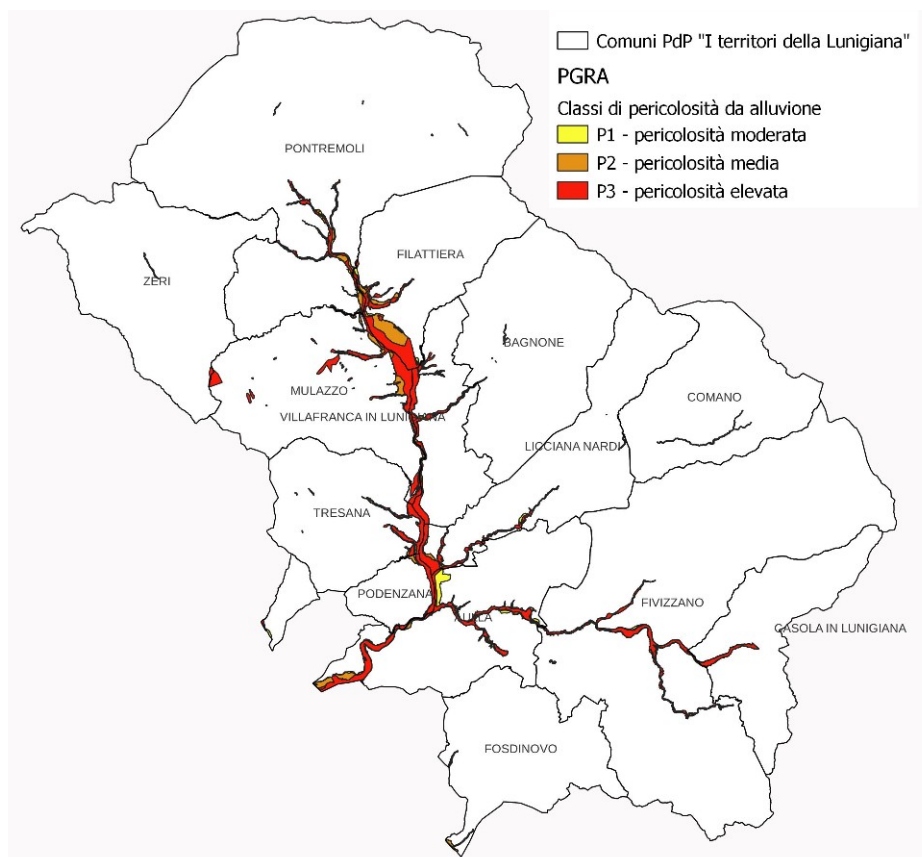 Comuni PdP "I territori della Lunigiana"
PGRA
Classi di pericolosità da alluvione
P1 - pericolosità moderata
P2 - pericolosità media
P3 - pericolosità elevata
PONTREMOLI
FILATTIERA
ZERI
BAGNONE
MULAZZO
COMANO
VILLAFRANCA IN LUNIGIANA
LICCIANA NARDI
TRESANA
PODENZANA
FIVIZZANO
AULLA
CASOLA IN LUNIGIANA
FOSDINOVO